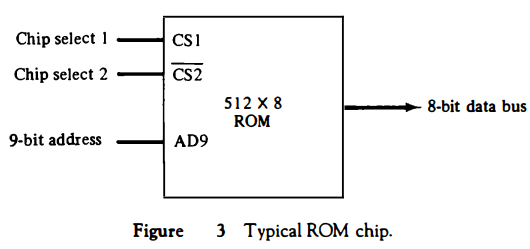 Chip select 1
CS1
Chip select 2
C̅S̅2̅
512 X 8
ROM
8-bit data bus
9-bit address
AD9
Figure 3 Typical ROM chip.